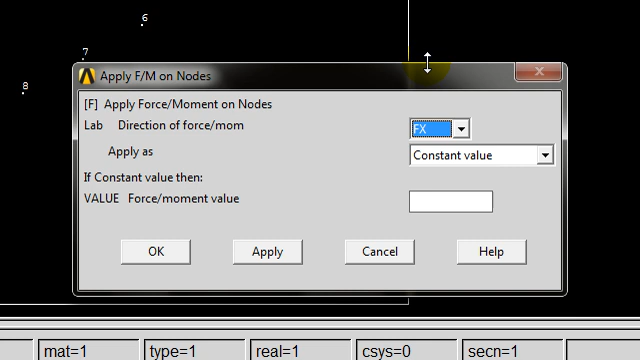 6
7
8
Apply F/M on Nodes
[F] Apply Force/Moment on Nodes
Lab Direction of force/mom FX
Apply as Constant value
If Constant value then:
VALUE Force/moment value
OK Apply Cancel Help
mat=1 type=1 real=1 csys=0 secn=1